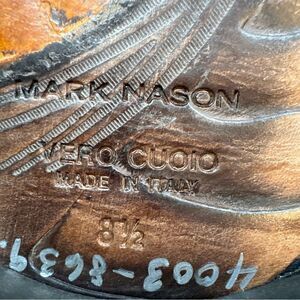 MARK NASON
VERO CUOIO
MADE IN ITALY
8½
4003-8639